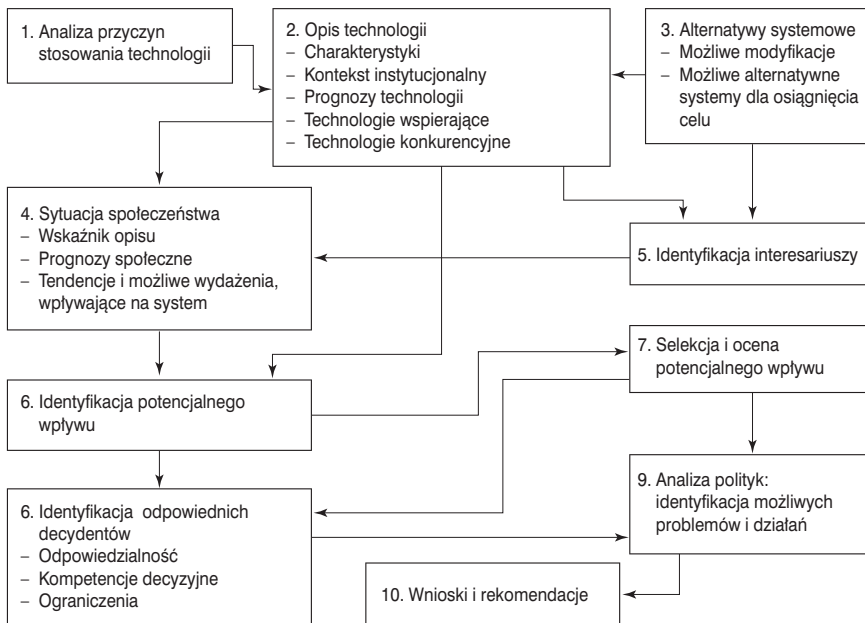 1. Analiza przyczyn
stosowania technologii
2. Opis technologii
– Charakterystyki
– Kontekst instytucjonalny
– Prognozy technologii
– Technologie wspierające
– Technologie konkurencyjne
3. Alternatywy systemowe
– Możliwe modyfikacje
– Możliwe alternatywne
systemy dla osiągnięcia
celu
4. Sytuacja społeczeństwa
– Wskaźnik opisu
– Prognozy społeczne
– Tendencje i możliwe wydażenia,
wpływające na system
5. Identyfikacja interesariuszy
6. Identyfikacja potencjalnego
wpływu
7. Selekcja i ocena
potencjalnego wpływu
6. Identyfikacja odpowiednich
decydentów
– Odpowiedzialność
– Kompetencje decyzyjne
– Ograniczenia
9. Analiza polityk:
identyfikacja możliwych
problemów i działań
10. Wnioski i rekomendacje